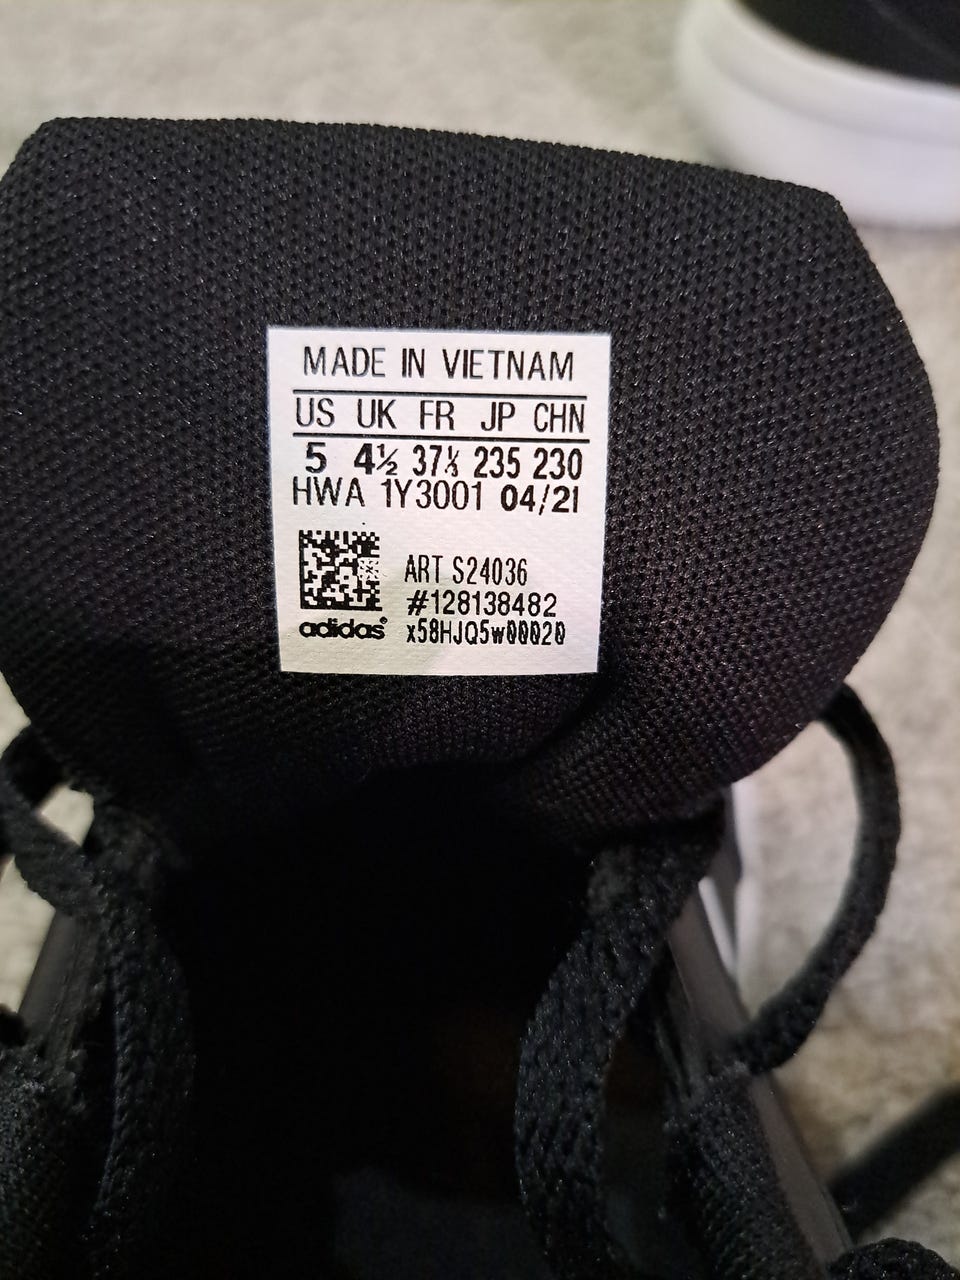 MADE IN VIETNAM
US UK FR JP CHN
5 4½ 37⅓ 235 230
HWA 1Y3001 04/21
ART S24036
#128138482
adidas® x58HJQ5w00020